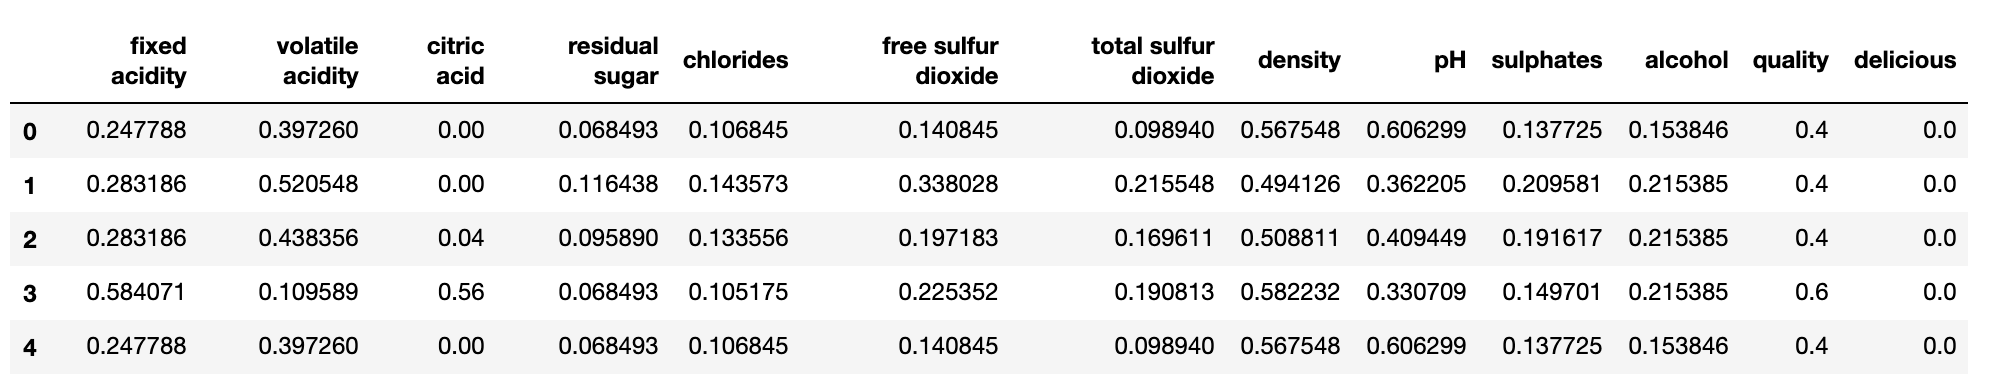 fixed acidity volatile acidity citric acid residual sugar chlorides free sulfur dioxide total sulfur dioxide density pH sulphates alcohol quality delicious
0 0.247788 0.397260 0.00 0.068493 0.106845 0.140845 0.098940 0.567548 0.606299 0.137725 0.153846 0.4 0.0
1 0.283186 0.520548 0.00 0.116438 0.143573 0.338028 0.215548 0.494126 0.362205 0.209581 0.215385 0.4 0.0
2 0.283186 0.438356 0.04 0.095890 0.133556 0.197183 0.169611 0.508811 0.409449 0.191617 0.215385 0.4 0.0
3 0.584071 0.109589 0.56 0.068493 0.105175 0.225352 0.190813 0.582232 0.330709 0.149701 0.215385 0.6 0.0
4 0.247788 0.397260 0.00 0.068493 0.106845 0.140845 0.098940 0.567548 0.606299 0.137725 0.153846 0.4 0.0